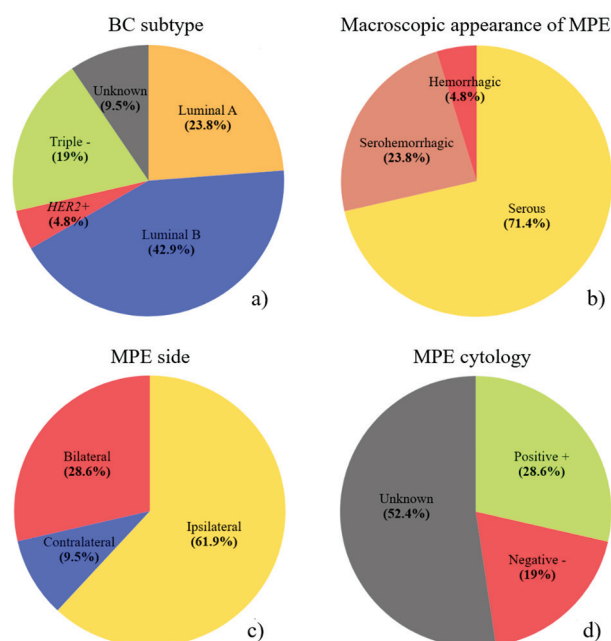 BC subtype
Unknown
(9.5%)
Luminal A
(23.8%)
Triple -
(19%)
HER2+
(4.8%)
Luminal B
(42.9%)
a)
Macroscopic appearance of MPE
Hemorrhagic
(4.8%)
Serohemorrhagic
(23.8%)
Serous
(71.4%)
b)
MPE side
Bilateral
(28.6%)
Ipsilateral
(61.9%)
Contralateral
(9.5%)
c)
MPE cytology
Positive +
(28.6%)
Unknown
(52.4%)
Negative -
(19%)
d)